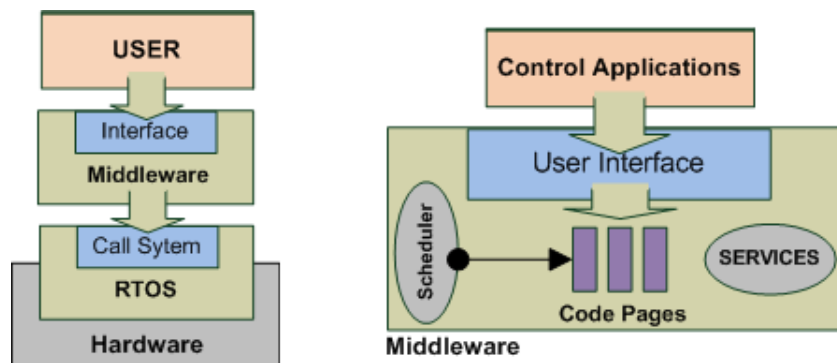 USER
Interface
Middleware
Call Sytem
RTOS
Hardware
Control Applications
User Interface
Scheduler
SERVICES
Code Pages
Middleware